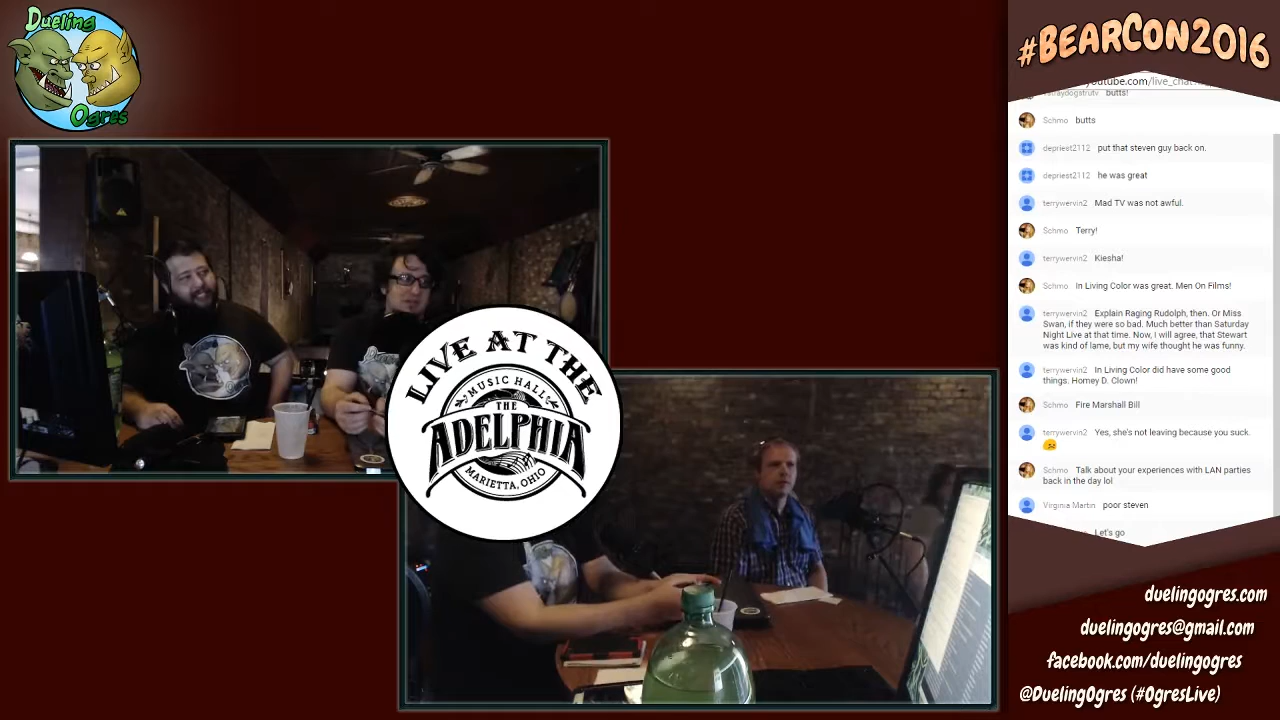 Dueling
Ogres
#BEARCON2016
youtube.com/live_chat
butts!
Schmo butts
depriest2112 put that steven guy back on.
depriest2112 he was great
terrywervin2 Mad TV was not awful.
Schmo Terry!
terrywervin2 Kiesha!
Schmo In Living Color was great. Men On Films!
terrywervin2 Explain Raging Rudolph, then. Or Miss
Swan, if they were so bad. Much better than Saturday
Night Live at that time. Now, I will agree, that Stewart
was kind of lame, but my wife thought he was funny.
terrywervin2 In Living Color did have some good
things. Homey D. Clown!
Schmo Fire Marshall Bill
terrywervin2 Yes, she's not leaving because you suck.
Schmo Talk about your experiences with LAN parties
back in the day lol
Virginia Martin poor steven
Let's go
LIVE AT THE
MUSIC HALL
THE
ADELPHIA
MARIETTA, OHIO
duelingogres.com
duelingogres@gmail.com
facebook.com/duelingogres
@DuelingOgres (#OgresLive)